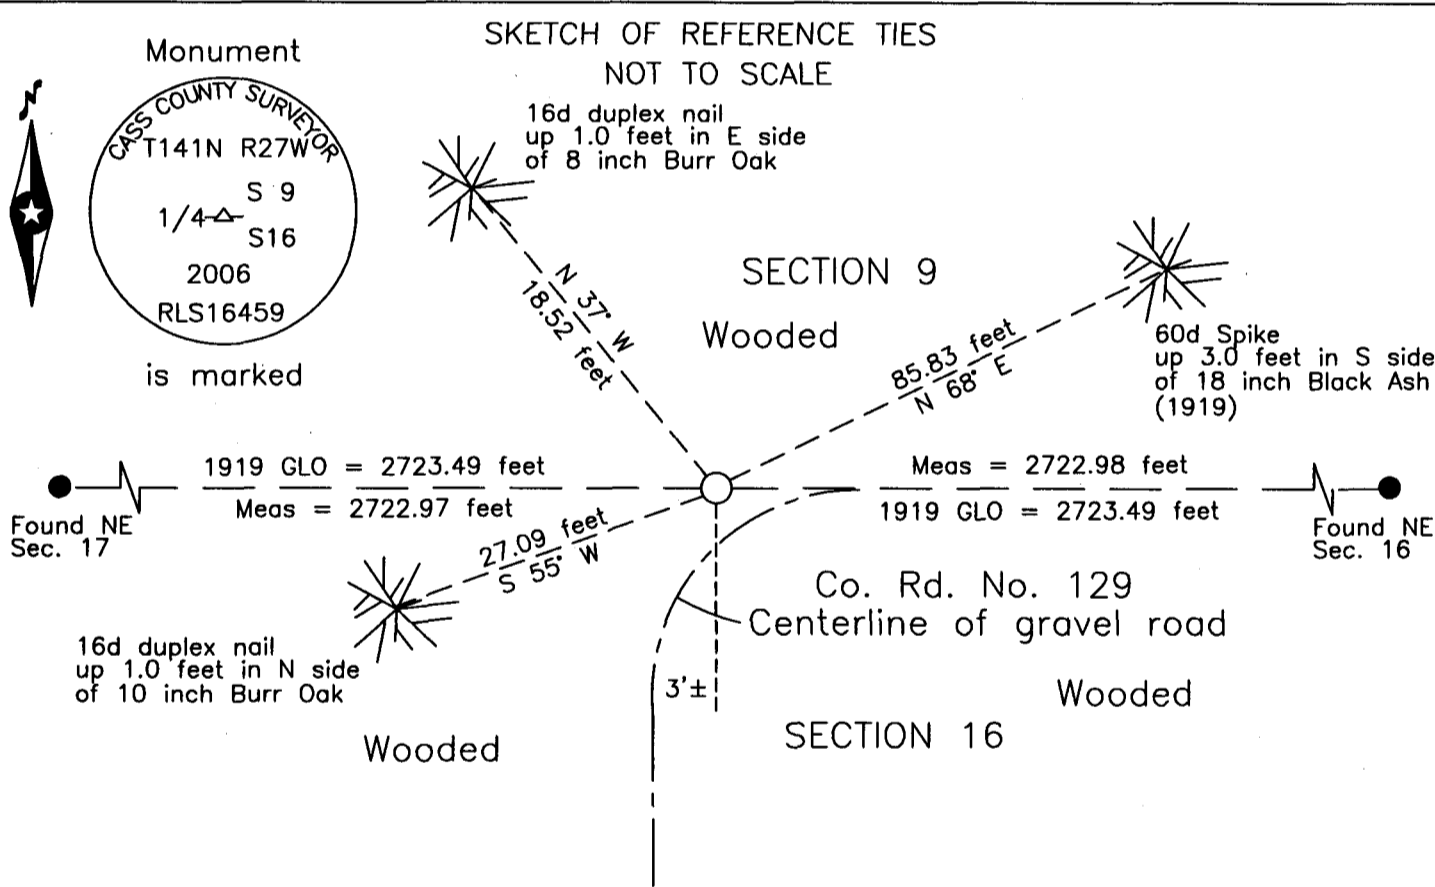 SKETCH OF REFERENCE TIES
NOT TO SCALE
Monument
N
CASS COUNTY SURVEYOR
T141N R27W
1/4 S 9
S16
2006
RLS16459
is marked
16d duplex nail
up 1.0 feet in E side
of 8 inch Burr Oak
N 37° W
18.52 feet
SECTION 9
Wooded
85.83 feet
N 68° E
60d Spike
up 3.0 feet in S side
of 18 inch Black Ash
(1919)
1919 GLO = 2723.49 feet
Meas = 2722.97 feet
Meas = 2722.98 feet
1919 GLO = 2723.49 feet
Found NE
Sec. 17
Found NE
Sec. 16
27.09 feet
S 55° W
16d duplex nail
up 1.0 feet in N side
of 10 inch Burr Oak
Co. Rd. No. 129
Centerline of gravel road
3'±
Wooded
SECTION 16
Wooded